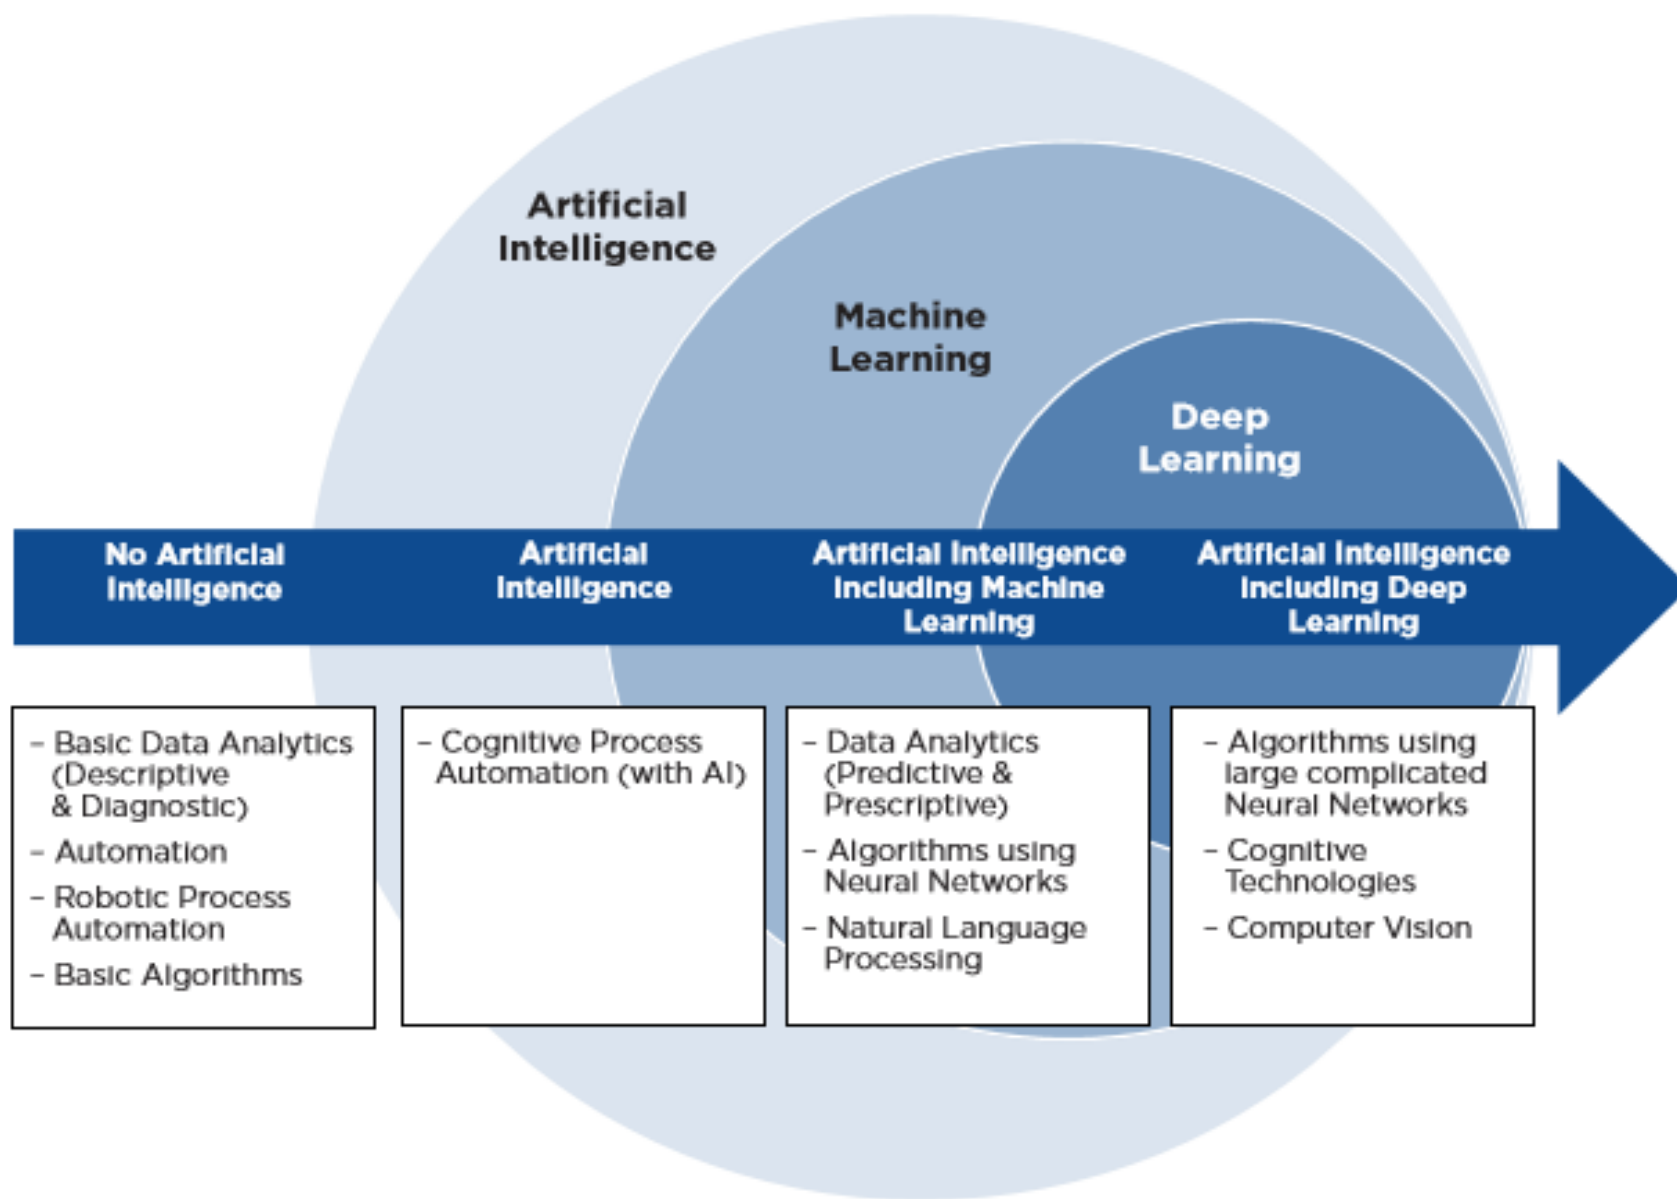 Artificial
Intelligence
Machine
Learning
Deep
Learning
No Artificial
Intelligence
Artificial
Intelligence
Artificial Intelligence
Including Machine
Learning
Artificial Intelligence
Including Deep
Learning
– Basic Data Analytics
(Descriptive
& Diagnostic)
– Automation
– Robotic Process
Automation
– Basic Algorithms
– Cognitive Process
Automation (with AI)
– Data Analytics
(Predictive &
Prescriptive)
– Algorithms using
Neural Networks
– Natural Language
Processing
– Algorithms using
large complicated
Neural Networks
– Cognitive
Technologies
– Computer Vision